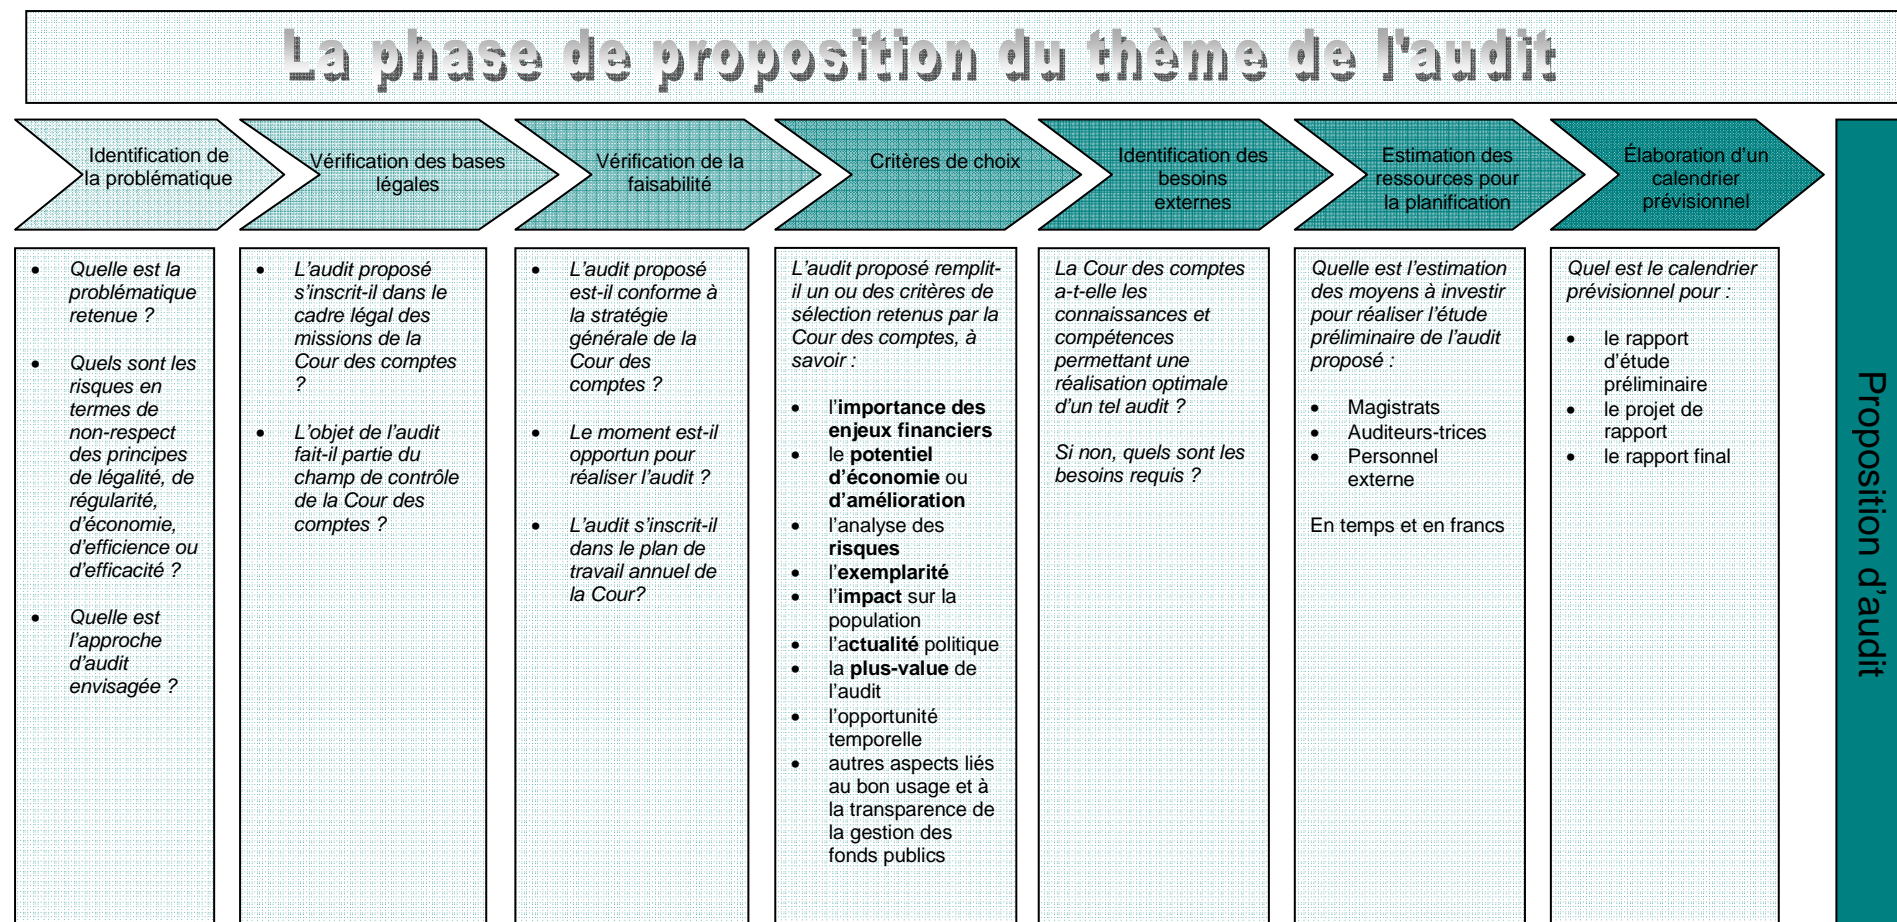 La phase de proposition du thème de l'audit
Identification de
la problématique
Vérification des bases
légales
Vérification de la
faisabilité
Critères de choix
Identification des
besoins
externes
Estimation des
ressources pour
la planification
Élaboration d'un
calendrier
prévisionnel
• Quelle est la
problématique
retenue ?
• Quels sont les
risques en
termes de
non-respect
des principes
de légalité, de
régularité,
d'économie,
d'efficience ou
d'efficacité ?
• Quelle est
l'approche
d'audit
envisagée ?
• L'audit proposé
s'inscrit-il dans le
cadre légal des
missions de la
Cour des comptes
?
• L'objet de l'audit
fait-il partie du
champ de contrôle
de la Cour des
comptes ?
• L'audit proposé
est-il conforme à
la stratégie
générale de la
Cour des
comptes ?
• Le moment est-il
opportun pour
réaliser l'audit ?
• L'audit s'inscrit-il
dans le plan de
travail annuel de
la Cour?
L'audit proposé remplit-
il un ou des critères de
sélection retenus par la
Cour des comptes, à
savoir :
• l'importance des
enjeux financiers
• le potentiel
d'économie ou
d'amélioration
• l'analyse des
risques
• l'exemplarité
• l'impact sur la
population
• l'actualité politique
• la plus-value de
l'audit
• l'opportunité
temporelle
• autres aspects liés
au bon usage et à
la transparence de
la gestion des
fonds publics
La Cour des comptes
a-t-elle les
connaissances et
compétences
permettant une
réalisation optimale
d'un tel audit ?
Si non, quels sont les
besoins requis ?
Quelle est l'estimation
des moyens à investir
pour réaliser l'étude
préliminaire de l'audit
proposé :
• Magistrats
• Auditeurs-trices
• Personnel
externe
En temps et en francs
Quel est le calendrier
prévisionnel pour :
• le rapport
d'étude
préliminaire
• le projet de
rapport
• le rapport final
Proposition d'audit